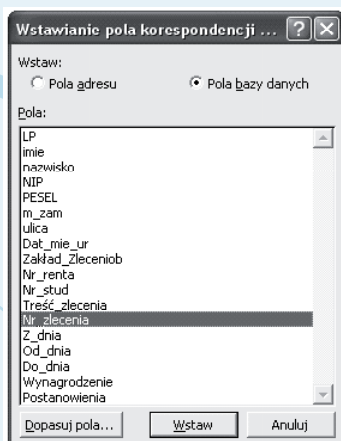 Wstawianie pola korespondencji ...
Wstaw:
Pola adresu
Pola bazy danych
Pola:
LP
imie
nazwisko
NIP
PESEL
m_zam
ulica
Dat_mie_ur
Zakład_Zleceniob
Nr_renta
Nr_stud
Treść_zlecenia
Nr_zlecenia
Z_dnia
Od_dnia
Do_dnia
Wynagrodzenie
Postanowienia
Dopasuj pola... Wstaw Anuluj